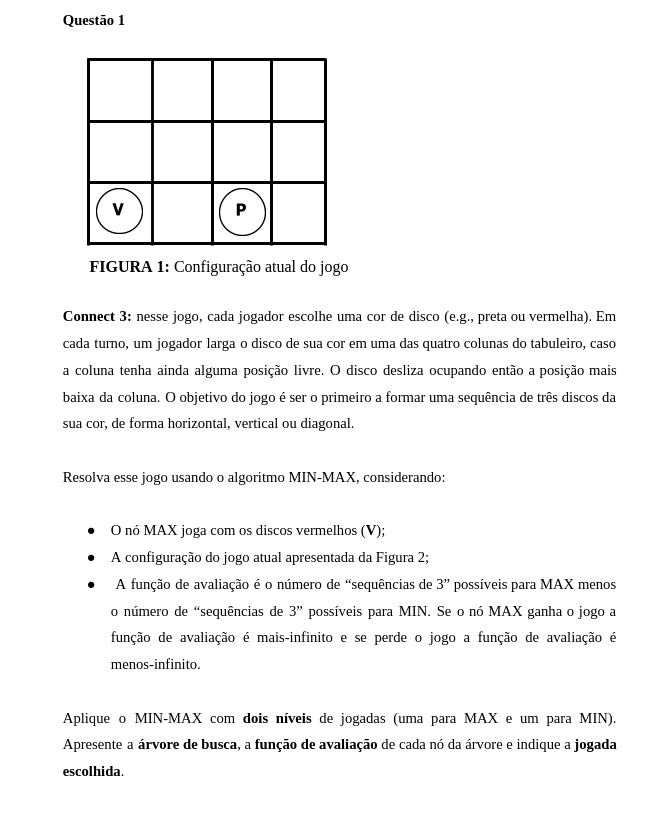 Questão 1
V
P
FIGURA 1: Configuração atual do jogo
Connect 3: nesse jogo, cada jogador escolhe uma cor de disco (e.g., preta ou vermelha). Em
cada turno, um jogador larga o disco de sua cor em uma das quatro colunas do tabuleiro, caso
a coluna tenha ainda alguma posição livre. O disco desliza ocupando então a posição mais
baixa da coluna. O objetivo do jogo é ser o primeiro a formar uma sequência de três discos da
sua cor, de forma horizontal, vertical ou diagonal.
Resolva esse jogo usando o algoritmo MIN-MAX, considerando:
● O nó MAX joga com os discos vermelhos (V);
● A configuração do jogo atual apresentada da Figura 2;
● A função de avaliação é o número de “sequências de 3” possíveis para MAX menos
o número de “sequências de 3” possíveis para MIN. Se o nó MAX ganha o jogo a
função de avaliação é mais-infinito e se perde o jogo a função de avaliação é
menos-infinito.
Aplique o MIN-MAX com dois níveis de jogadas (uma para MAX e um para MIN).
Apresente a árvore de busca, a função de avaliação de cada nó da árvore e indique a jogada
escolhida.